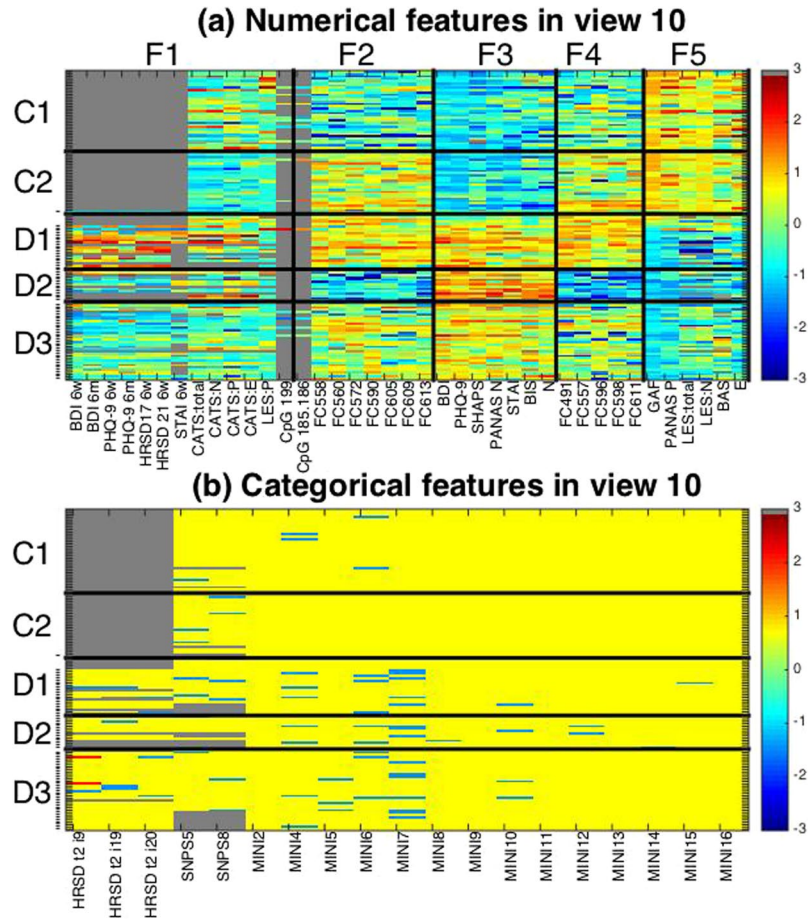 (a) Numerical features in view 10
F1 F2 F3 F4 F5
C1
C2
D1
D2
D3
3
2
1
0
-1
-2
-3
BDI 6w
BDI 6m
PHQ-9 6w
PHQ-9 6m
HRSD17 6w
HRSD 21 6w
STAI 6w
CATS:total
CATS:N
CATS:P
CATS:E
LES:P
CpG 199
CpG 185.186
FC558
FC560
FC572
FC590
FC605
FC609
FC613
BDI
PHQ-9
SHAPS
PANAS N
STAI
BIS
N
FC491
FC557
FC596
FC598
FC611
GAF
PANAS P
LES:total
LES:N
BAS
E
(b) Categorical features in view 10
C1
C2
D1
D2
D3
3
2
1
0
-1
-2
-3
HRSD t2 i9
HRSD t2 i19
HRSD t2 i20
SNPS5
SNPS8
MINI2
MINI4
MINI5
MINI6
MINI7
MINI8
MINI9
MINI10
MINI11
MINI12
MINI13
MINI14
MINI15
MINI16